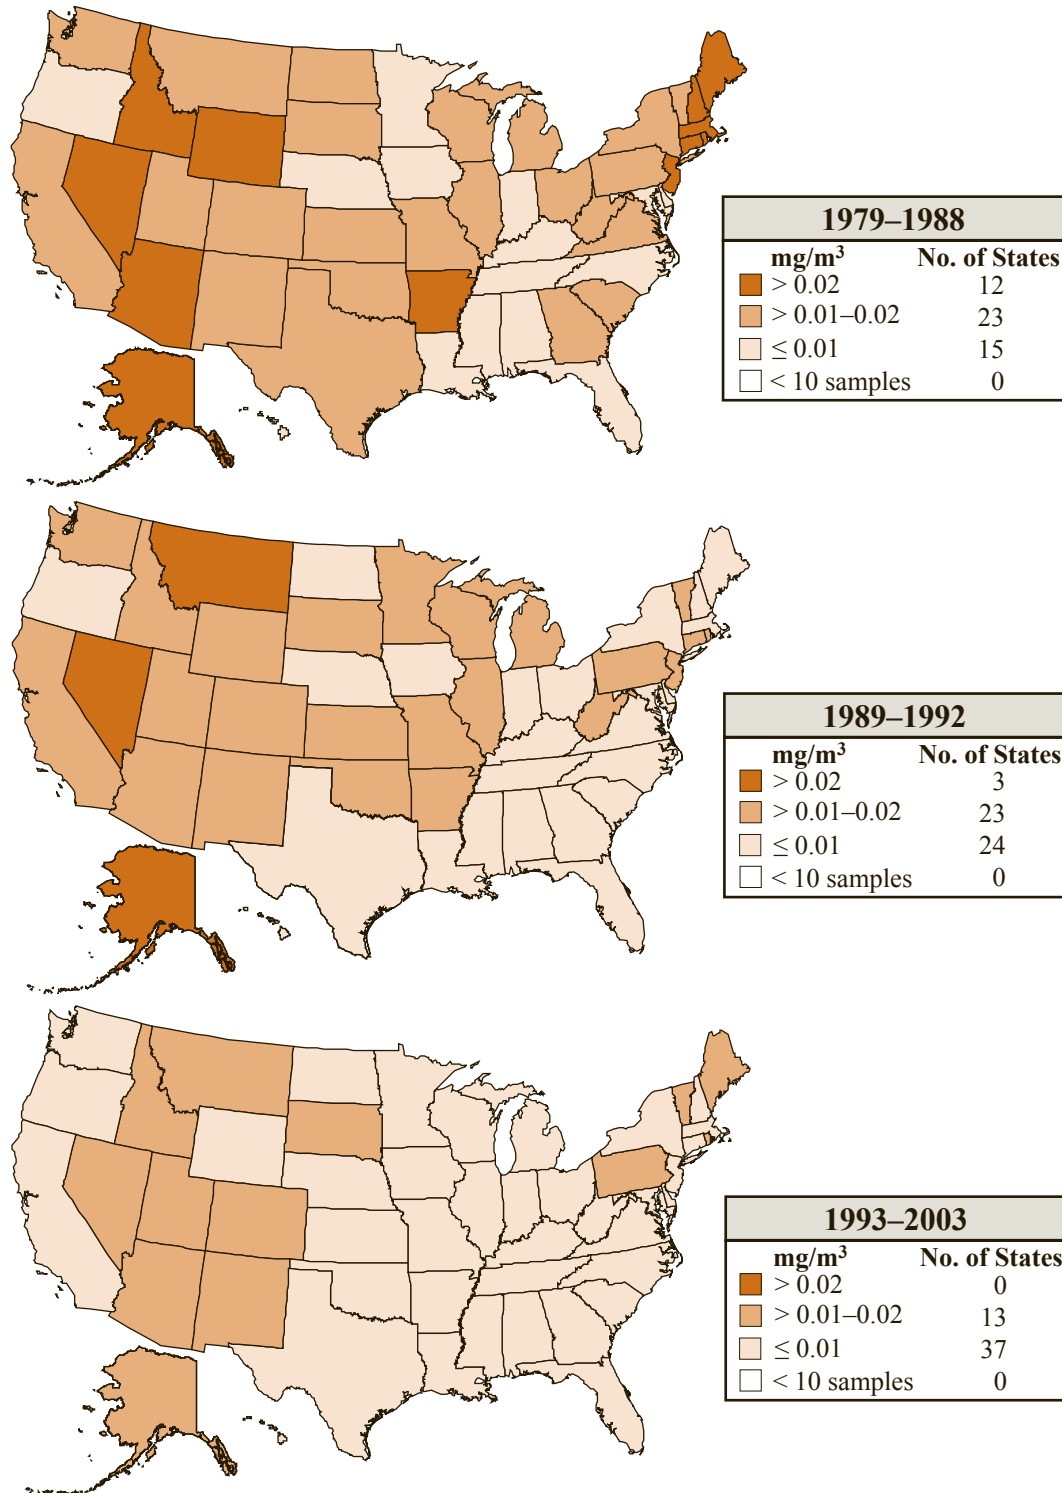 1979–1988
mg/m³ No. of States
> 0.02 12
> 0.01–0.02 23
≤ 0.01 15
< 10 samples 0
1989–1992
mg/m³ No. of States
> 0.02 3
> 0.01–0.02 23
≤ 0.01 24
< 10 samples 0
1993–2003
mg/m³ No. of States
> 0.02 0
> 0.01–0.02 13
≤ 0.01 37
< 10 samples 0